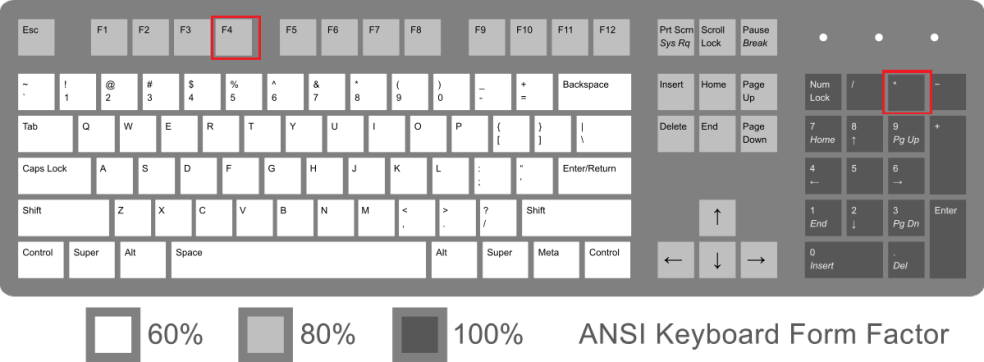 Esc F1 F2 F3 F4 F5 F6 F7 F8 F9 F10 F11 F12 Prt Scrn Scroll Pause
Sys Rq Lock Break
~ ! @ # $ % ^ & * ( ) _ + Backspace Insert Home Page Num / * −
` 1 2 3 4 5 6 7 8 9 0 - = Up Lock
Tab Q W E R T Y U I O P { } | Delete End Page 7 8 9 +
[ ] \ Down Home ↑ Pg Up
Caps Lock A S D F G H J K L : " Enter/Return 4 5 6
; ' ← →
Shift Z X C V B N M < > ? Shift ↑ 1 2 3 Enter
, . / End ↓ Pg Dn
Control Super Alt Space Alt Super Meta Control ← ↓ → 0 .
Insert Del
60% 80% 100% ANSI Keyboard Form Factor